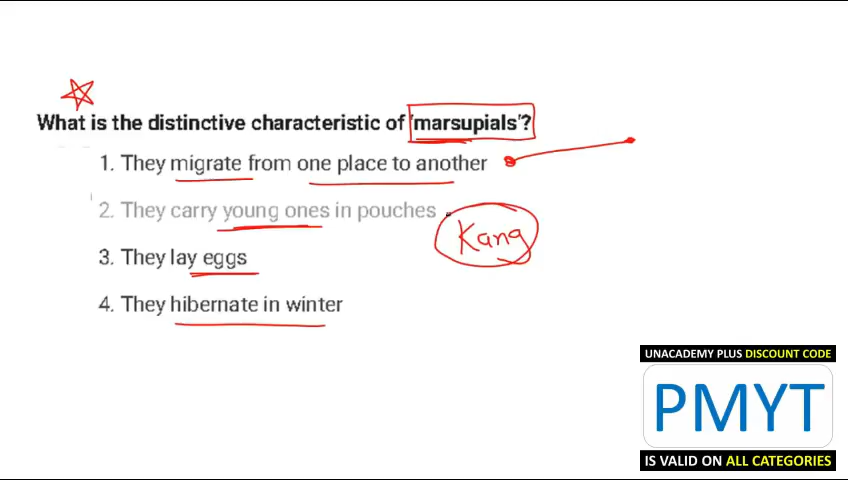 What is the distinctive characteristic of 'marsupials'?
1. They migrate from one place to another
2. They carry young ones in pouches
Kang
3. They lay eggs
4. They hibernate in winter
UNACADEMY PLUS DISCOUNT CODE
PMYT
IS VALID ON ALL CATEGORIES